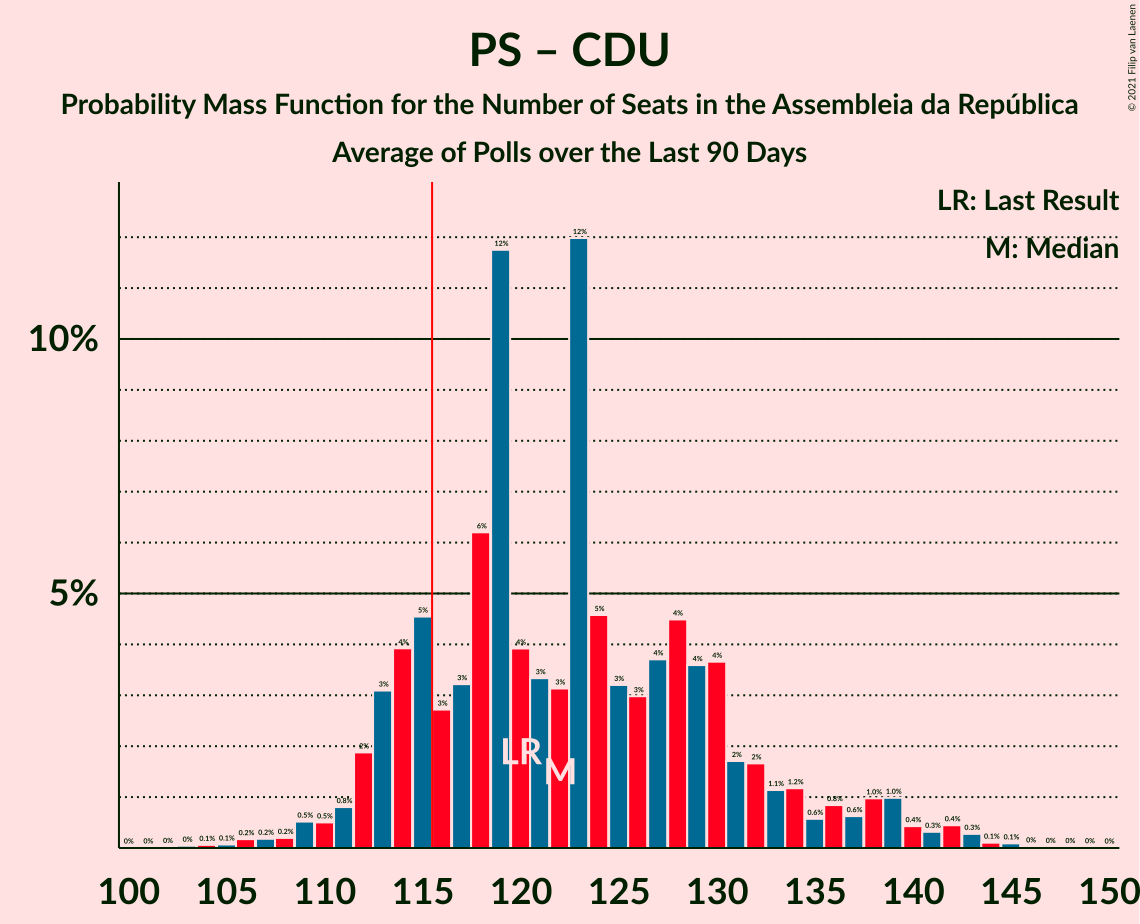 PS – CDU
Probability Mass Function for the Number of Seats in the Assembleia da República
Average of Polls over the Last 90 Days
© 2021 Filip van Laenen
LR: Last Result
M: Median
10%
5%
0% 0% 0% 0% 0.1% 0.1% 0.2% 0.2% 0.2% 0.5% 0.5% 0.8% 2% 3% 4% 5% 3% 3% 6% 12% 4% 3% 3% 12% 5% 3% 3% 4% 4% 4% 4% 2% 2% 1.1% 1.2% 0.6% 0.8% 0.6% 1.0% 1.0% 0.4% 0.3% 0.4% 0.3% 0.1% 0.1% 0% 0% 0% 0% 0%
LR
M
100 105 110 115 120 125 130 135 140 145 150